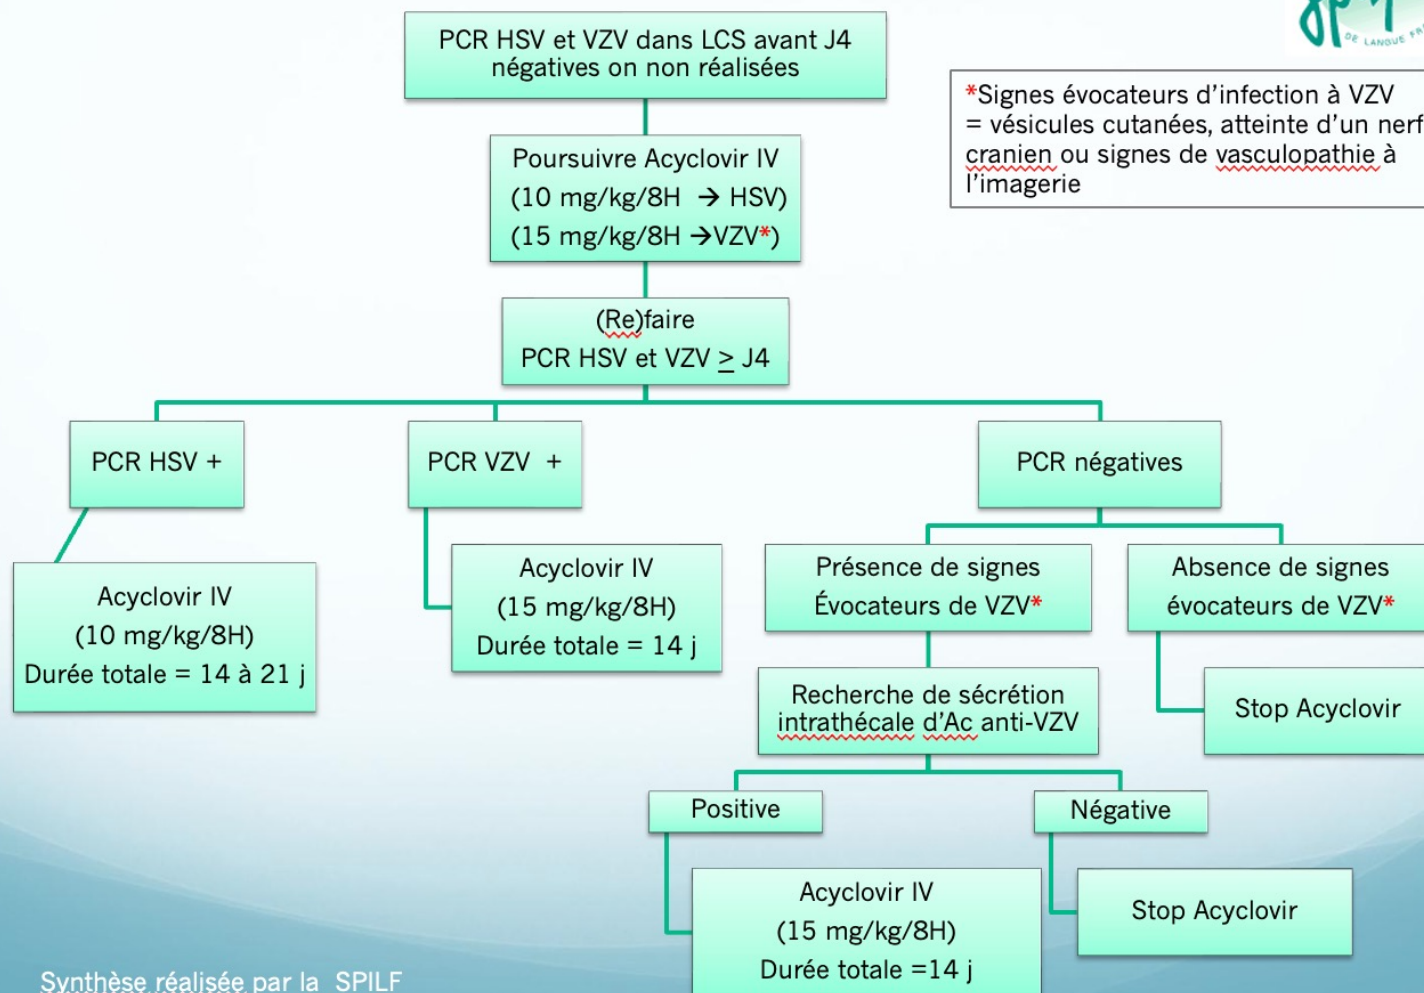 PCR HSV et VZV dans LCS avant J4
négatives on non réalisées
DE LANGUE
*Signes évocateurs d'infection à VZV
= vésicules cutanées, atteinte d'un nerf
cranien ou signes de vasculopathie à
l'imagerie
Poursuivre Acyclovir IV
(10 mg/kg/8H → HSV)
(15 mg/kg/8H →VZV*)
(Re)faire
PCR HSV et VZV ≥ J4
PCR HSV +
PCR VZV +
PCR négatives
Acyclovir IV
(10 mg/kg/8H)
Durée totale = 14 à 21 j
Acyclovir IV
(15 mg/kg/8H)
Durée totale = 14 j
Présence de signes
Évocateurs de VZV*
Absence de signes
évocateurs de VZV*
Recherche de sécrétion
intrathécale d'Ac anti-VZV
Stop Acyclovir
Positive
Négative
Acyclovir IV
(15 mg/kg/8H)
Durée totale =14 j
Stop Acyclovir
Synthèse réalisée par la SPILF